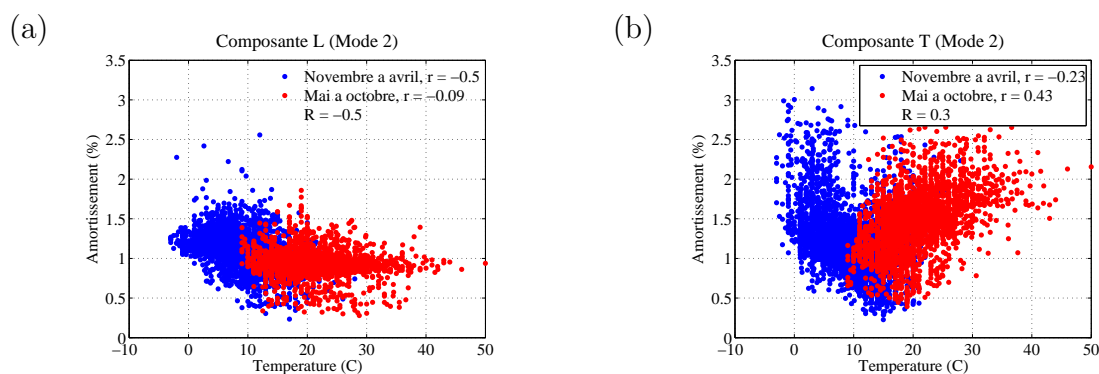 (a)
Composante L (Mode 2)
3.5
3
2.5
2
1.5
1
0.5
0
Amortissement (%)
Novembre a avril, r = −0.5
Mai a octobre, r = −0.09
R = −0.5
−10 0 10 20 30 40 50
Temperature (C)
(b)
Composante T (Mode 2)
3.5
3
2.5
2
1.5
1
0.5
0
Amortissement (%)
Novembre a avril, r = −0.23
Mai a octobre, r = 0.43
R = 0.3
−10 0 10 20 30 40 50
Temperature (C)